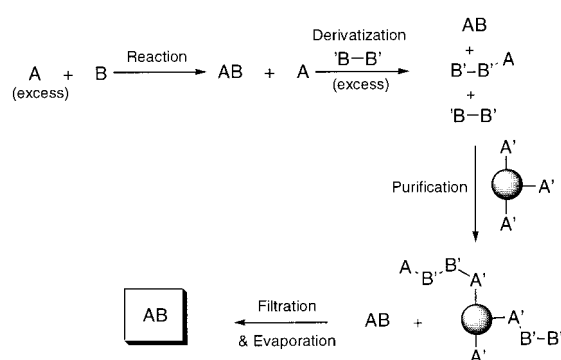 A + B Reaction AB + A Derivatization 'B–B' (excess)
(excess)
AB
+
B'–B' A
+
'B–B'
Purification
A'
A'
A'
A B' B' A'
AB Filtration & Evaporation AB + A' B'–B'
A'